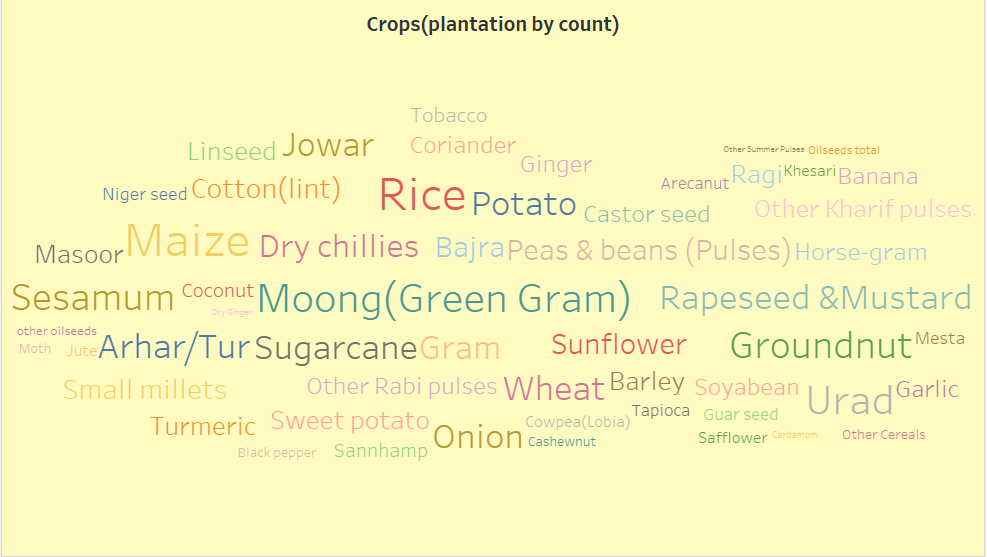 Crops(plantation by count)
Tobacco
Linseed Jowar Coriander Other Summer Pulses Oilseeds total
Ginger
Niger seed Cotton(lint) Rice Potato Castor seed Arecanut Ragi Khesari Banana
Other Kharif pulses
Masoor Maize Dry chillies Bajra Peas & beans (Pulses) Horse-gram
Sesamum Coconut Moong(Green Gram) Rapeseed &Mustard
Dry Ginger
other oilseeds
Moth Jute Arhar/Tur Sugarcane Gram Sunflower Groundnut Mesta
Small millets Other Rabi pulses Wheat Barley Soyabean Urad Garlic
Turmeric Sweet potato Onion Cowpea(Lobia) Tapioca Guar seed
Black pepper Sannhamp Cashewnut Safflower Cardamom Other Cereals